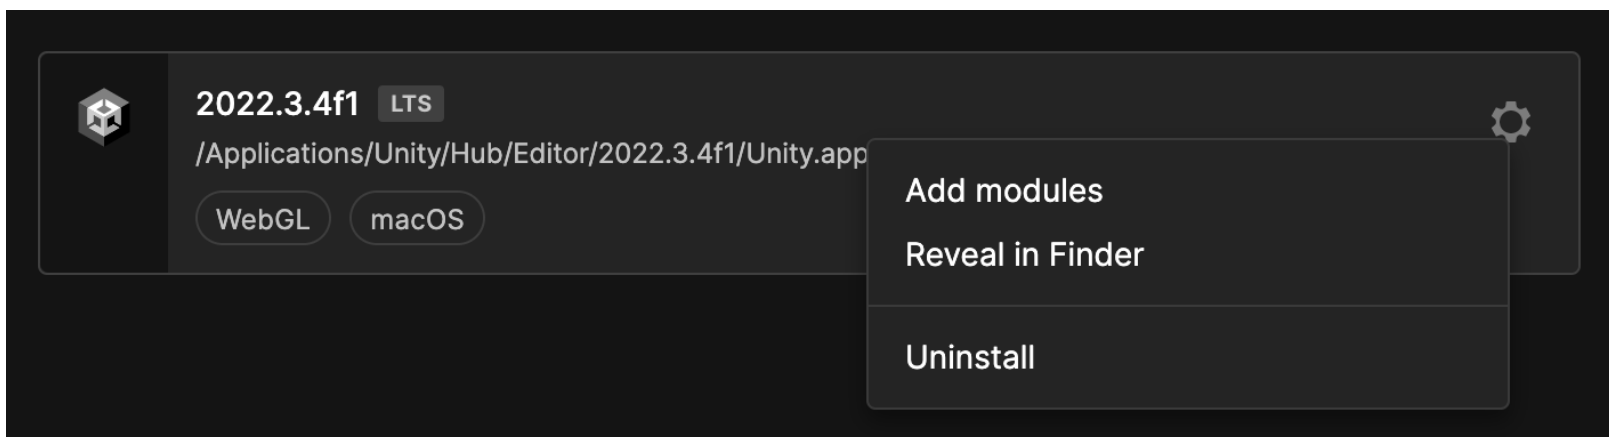 2022.3.4f1 LTS
/Applications/Unity/Hub/Editor/2022.3.4f1/Unity.app
WebGL macOS
Add modules
Reveal in Finder
Uninstall